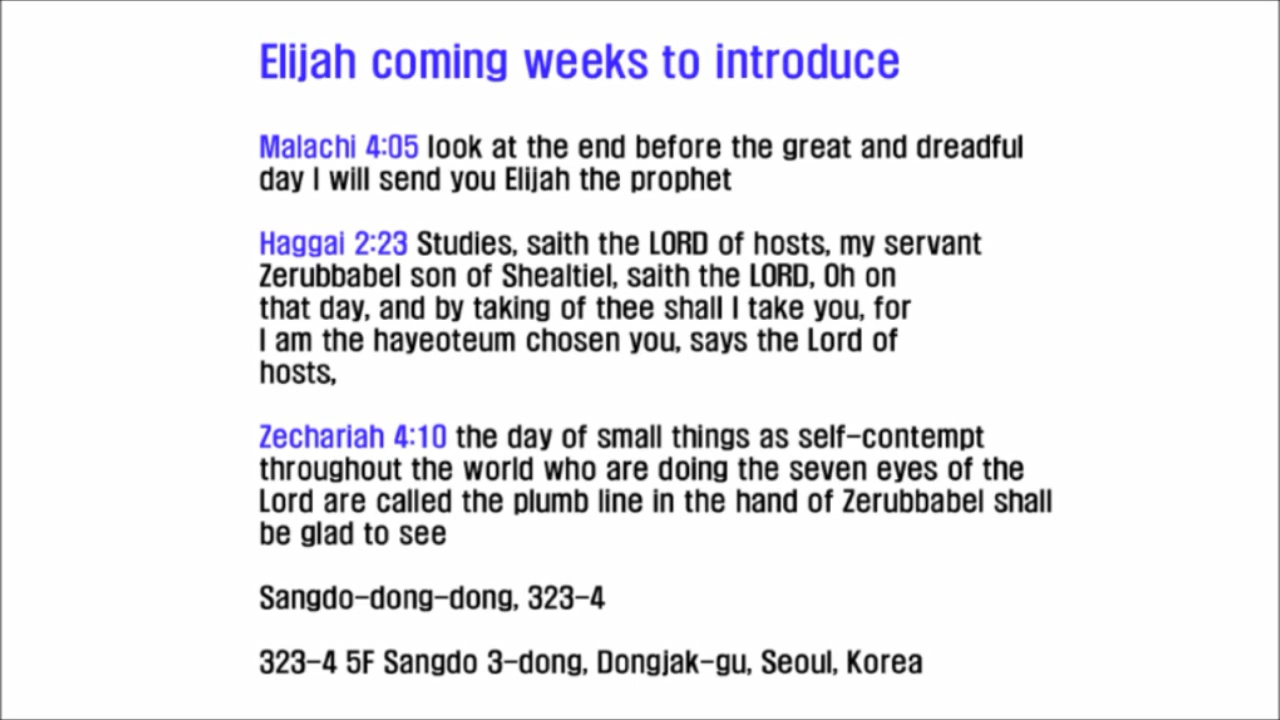 Elijah coming weeks to introduce
Malachi 4:05 look at the end before the great and dreadful
day I will send you Elijah the prophet
Haggai 2:23 Studies, saith the LORD of hosts, my servant
Zerubbabel son of Shealtiel, saith the LORD, Oh on
that day, and by taking of thee shall I take you, for
I am the hayeoteum chosen you, says the Lord of
hosts,
Zechariah 4:10 the day of small things as self-contempt
throughout the world who are doing the seven eyes of the
Lord are called the plumb line in the hand of Zerubbabel shall
be glad to see
Sangdo-dong-dong, 323-4
323-4 5F Sangdo 3-dong, Dongjak-gu, Seoul, Korea